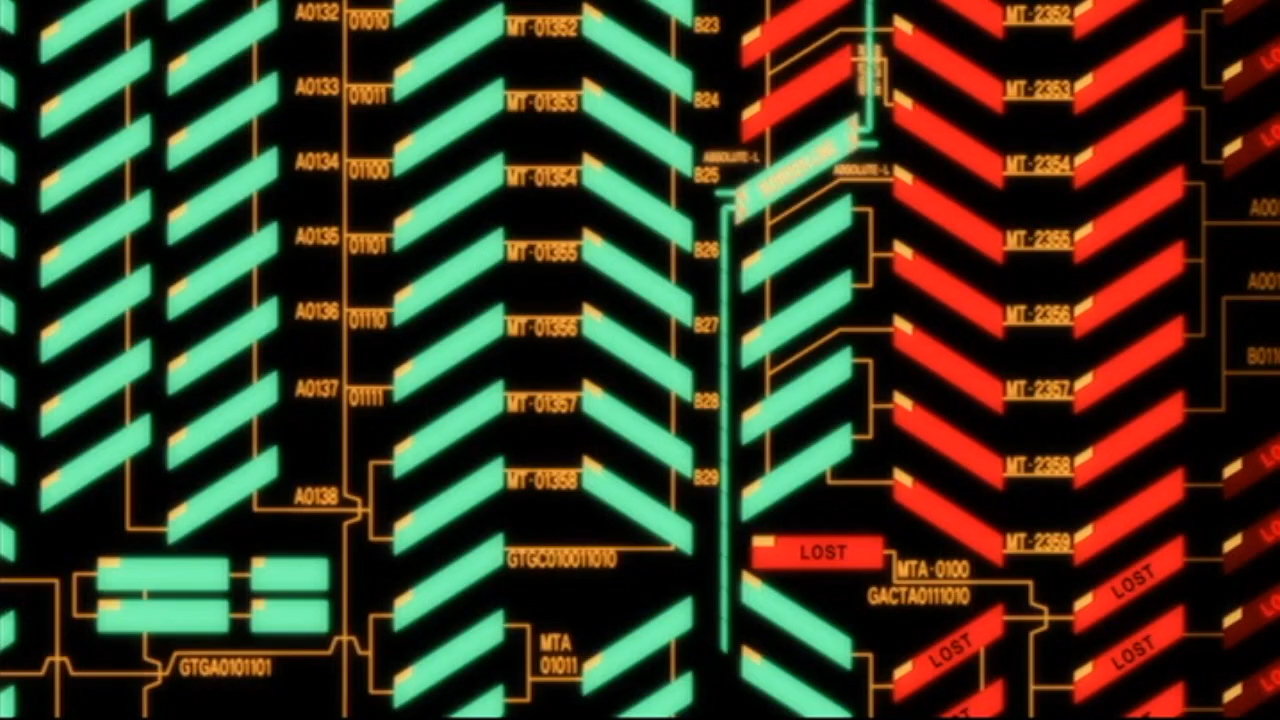 A0132
01010
MT-01352
B23
MT-2352
A0133
01011
MT-01353
B24
MT-2353
A0134
01100
MT-01354
ABSOLUTE-L
B25
ABSOLUTE-L
MT-2354
A0135
01101
MT-01355
B26
MT-2355
A0136
01110
MT-01356
B27
MT-2356
A0137
01111
MT-01357
B28
MT-2357
A0138
MT-01358
B29
MT-2358
GTGC010011010
LOST
MT-2359
MTA-0100
GACTA0111010
LOST
MTA
01011
LOST
LOST
GTGA0101101